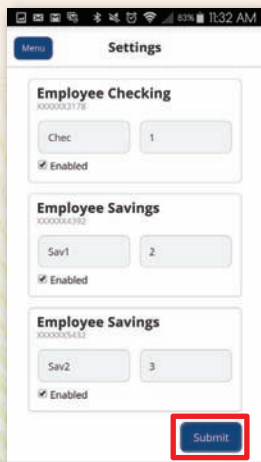 83% 11:32 AM
Menu Settings
Employee Checking
XXXXXX3178
Chec 1
Enabled
Employee Savings
XXXXXX4392
Sav1 2
Enabled
Employee Savings
XXXXXX5432
Sav2 3
Enabled
Submit